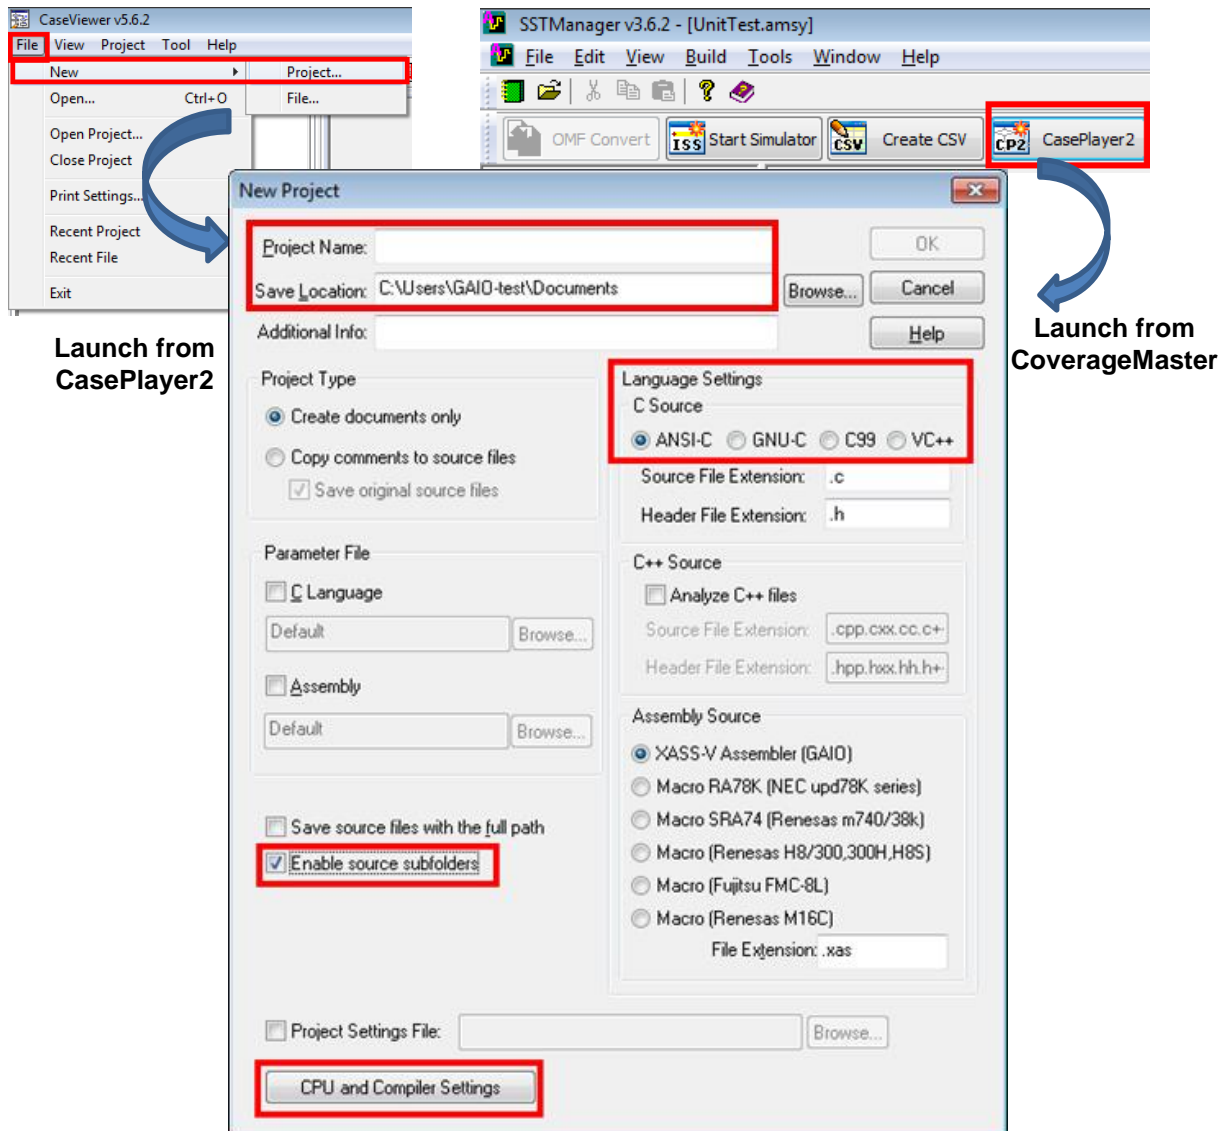 CaseViewer v5.6.2
File View Project Tool Help
New
Project...
Open... Ctrl+O
File...
Open Project...
Close Project
Print Settings...
Recent Project
Recent File
Exit
Launch from
CasePlayer2
SSTManager v3.6.2 - [UnitTest.amsy]
File Edit View Build Tools Window Help
OMF Convert
ISS Start Simulator
CSV Create CSV
CP2 CasePlayer2
Launch from
CoverageMaster
New Project
Project Name:
OK
Save Location: C:\Users\GAIO-test\Documents
Browse...
Cancel
Additional Info:
Help
Project Type
Create documents only
Copy comments to source files
Save original source files
Language Settings
C Source
ANSI-C GNU-C C99 VC++
Source File Extension: .c
Header File Extension: .h
Parameter File
C Language
Default Browse...
Assembly
Default Browse...
C++ Source
Analyze C++ files
Source File Extension: .cpp.cxx.cc.c+
Header File Extension: .hpp.hxx.hh.h+
Assembly Source
XASS-V Assembler (GAIO)
Macro RA78K (NEC upd78K series)
Macro SRA74 (Renesas m740/38k)
Macro (Renesas H8/300,300H,H8S)
Macro (Fujitsu FMC-8L)
Macro (Renesas M16C)
File Extension: .xas
Save source files with the full path
Enable source subfolders
Project Settings File:
Browse...
CPU and Compiler Settings